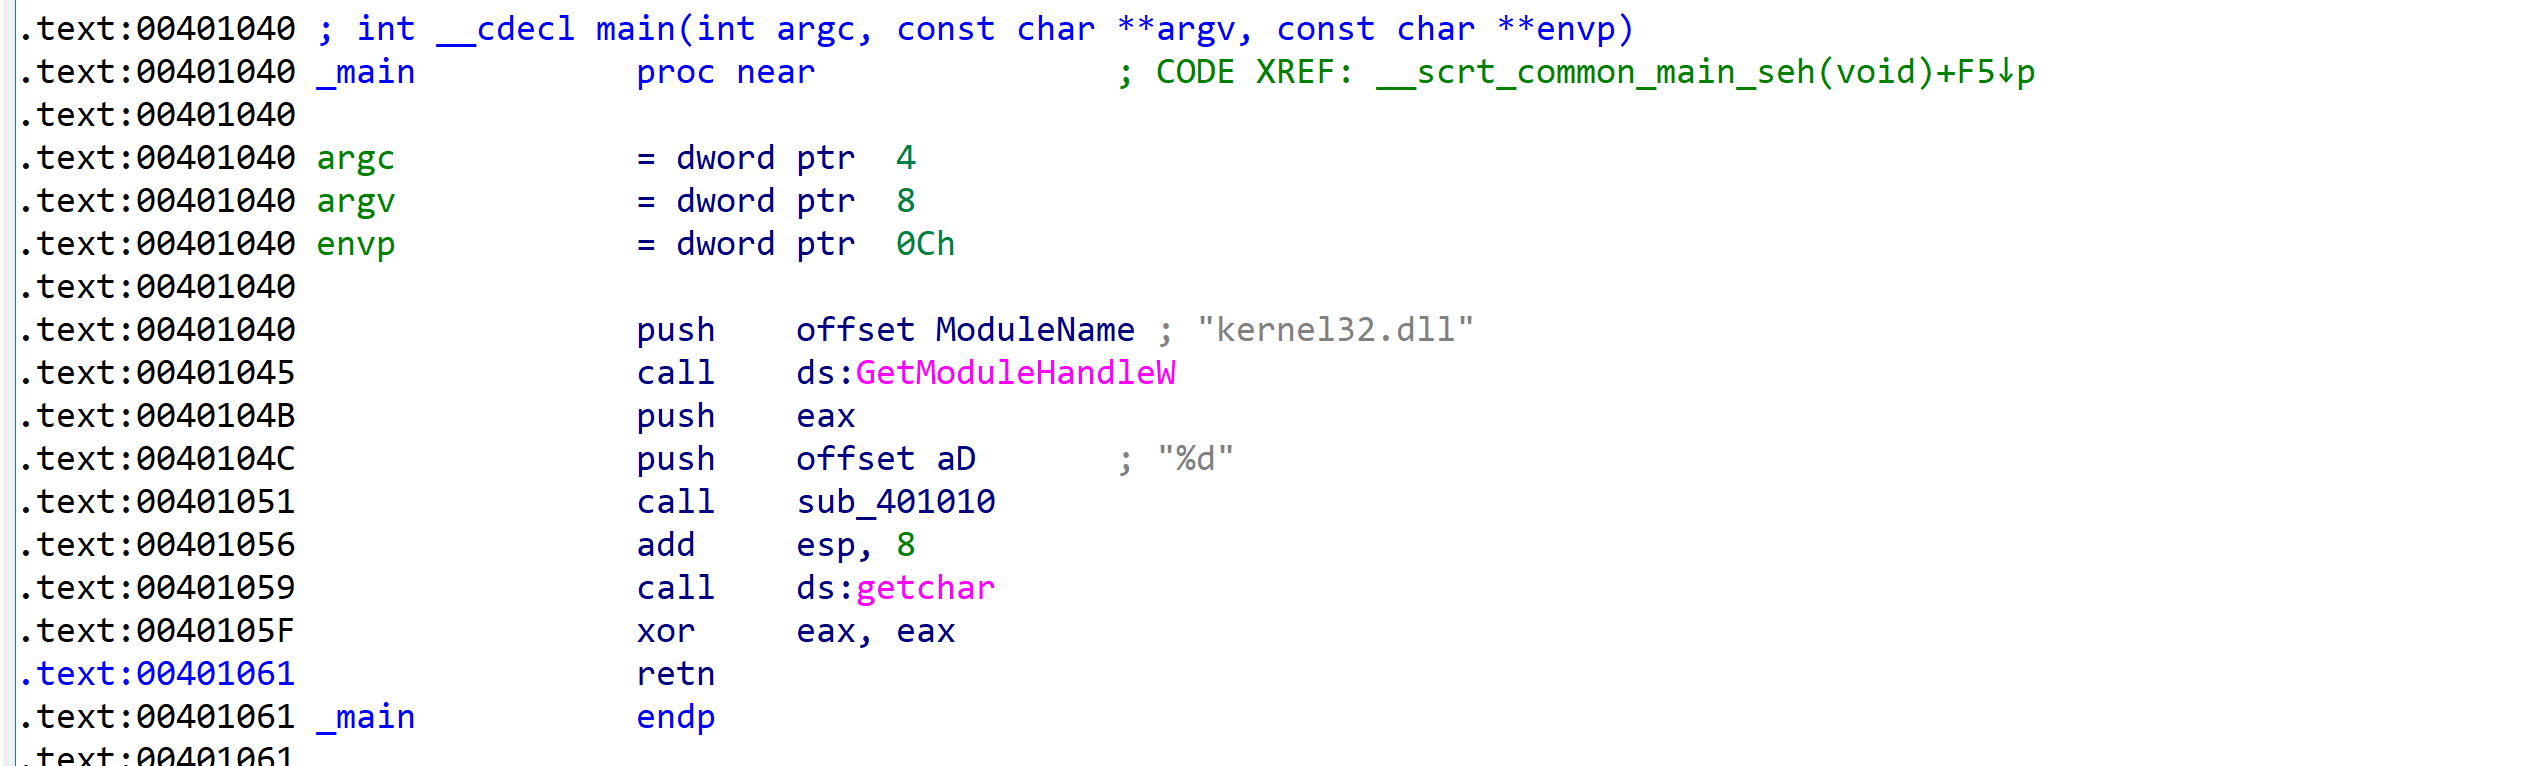 .text:00401040 ; int __cdecl main(int argc, const char **argv, const char **envp)
.text:00401040 _main proc near ; CODE XREF: __scrt_common_main_seh(void)+F5↓p
.text:00401040
.text:00401040 argc = dword ptr 4
.text:00401040 argv = dword ptr 8
.text:00401040 envp = dword ptr 0Ch
.text:00401040
.text:00401040 push offset ModuleName ; "kernel32.dll"
.text:00401045 call ds:GetModuleHandleW
.text:0040104B push eax
.text:0040104C push offset aD ; "%d"
.text:00401051 call sub_401010
.text:00401056 add esp, 8
.text:00401059 call ds:getchar
.text:0040105F xor eax, eax
.text:00401061 retn
.text:00401061 _main endp
.text:00401061